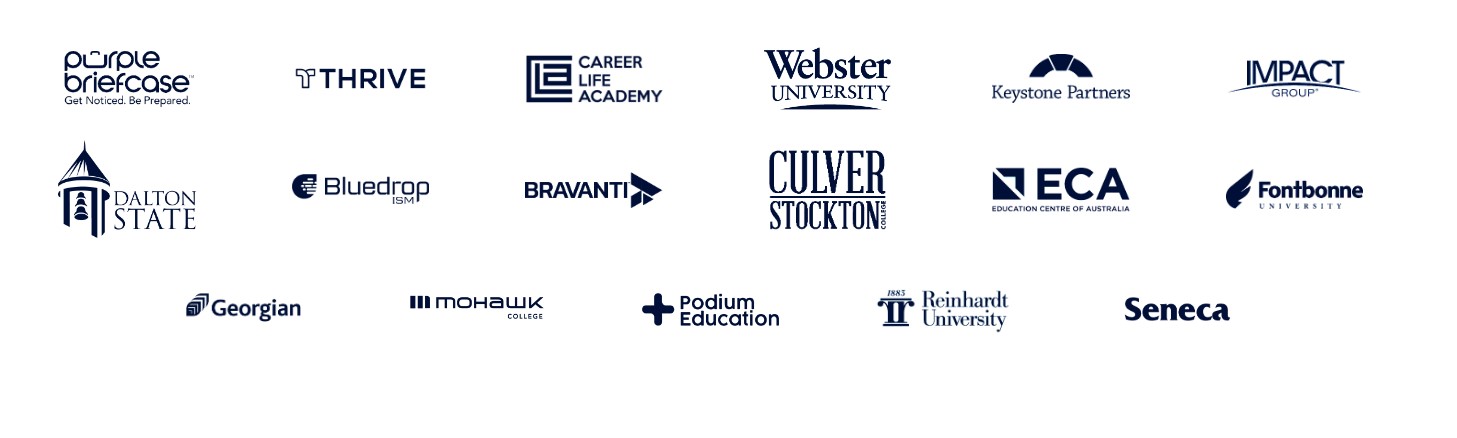 purple
briefcase™
Get Noticed. Be Prepared.
THRIVE
CAREER
LIFE
ACADEMY
Webster
UNIVERSITY
Keystone Partners
IMPACT
GROUP®
DALTON
STATE
Bluedrop
ISM
BRAVANTI
CULVER
STOCKTON
COLLEGE
ECA
EDUCATION CENTRE OF AUSTRALIA
Fontbonne
UNIVERSITY
Georgian
mohawk
COLLEGE
Podium
Education
1883
Reinhardt
University
Seneca